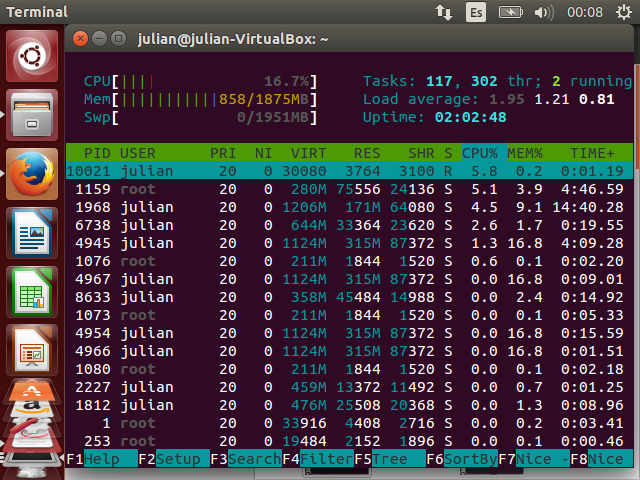 Terminal
Es
00:08
julian@julian-VirtualBox: ~
CPU[||| 16.7%] Tasks: 117, 302 thr; 2 running
Mem[||||||||||||858/1875MB] Load average: 1.95 1.21 0.81
Swp[ 0/1951MB] Uptime: 02:02:48
PID USER PRI NI VIRT RES SHR S CPU% MEM% TIME+
10021 julian 20 0 30080 3764 3100 R 5.8 0.2 0:01.19
1159 root 20 0 280M 75556 24136 S 5.1 3.9 4:46.59
1968 julian 20 0 1206M 171M 64080 S 4.5 9.1 14:40.28
6738 julian 20 0 644M 33364 23620 S 2.6 1.7 0:19.55
4945 julian 20 0 1124M 315M 87372 S 1.3 16.8 4:09.28
1076 root 20 0 211M 1844 1520 S 0.6 0.1 0:02.20
4967 julian 20 0 1124M 315M 87372 S 0.0 16.8 0:09.01
8633 julian 20 0 358M 45484 14988 S 0.0 2.4 0:14.92
1073 root 20 0 211M 1844 1520 S 0.0 0.1 0:05.33
4954 julian 20 0 1124M 315M 87372 S 0.0 16.8 0:15.59
4966 julian 20 0 1124M 315M 87372 S 0.0 16.8 0:01.51
1080 root 20 0 211M 1844 1520 S 0.0 0.1 0:02.18
2227 julian 20 0 459M 13372 11492 S 0.0 0.7 0:01.25
1812 julian 20 0 476M 25508 20368 S 0.0 1.3 0:08.96
1 root 20 0 33916 4408 2716 S 0.0 0.2 0:03.41
253 root 20 0 19484 2152 1896 S 0.0 0.1 0:00.46
F1Help F2Setup F3SearchF4FilterF5Tree F6SortByF7Nice -F8Nice